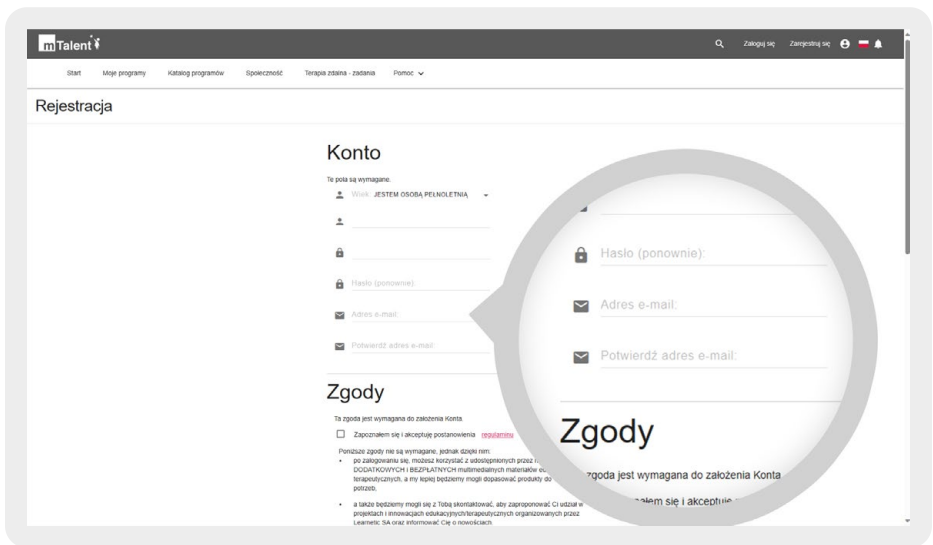 mTalent
Zaloguj się Zarejestruj się
Start Moje programy Katalog programów Społeczność Terapia zdalna - zadania Pomoc
Rejestracja
Konto
Te pola są wymagane.
Wiek: JESTEM OSOBĄ PEŁNOLETNIĄ
Hasło (ponownie):
Adres e-mail:
Potwierdź adres e-mail:
Zgody
Ta zgoda jest wymagana do założenia Konta.
Zapoznałem się i akceptuję postanowienia regulaminu
Poniższe zgody nie są wymagane, jednak dzięki nim:
po zalogowaniu się, możesz korzystać z udostępnionych przez
DODATKOWYCH i BEZPŁATNYCH multimedialnych materiałów
terapeutycznych, a my lepiej będziemy mogli dopasować produkty do
potrzeb,
a także będziemy mogli się z Tobą skontaktować, aby zaproponować Ci udział w
projektach i innowacjach edukacyjnych/terapeutycznych organizowanych przez
Learnetic SA oraz informować Cię o nowościach.
Hasło (ponownie):
Adres e-mail:
Potwierdź adres e-mail:
Zgody
zgoda jest wymagana do założenia Konta
się i akceptuję